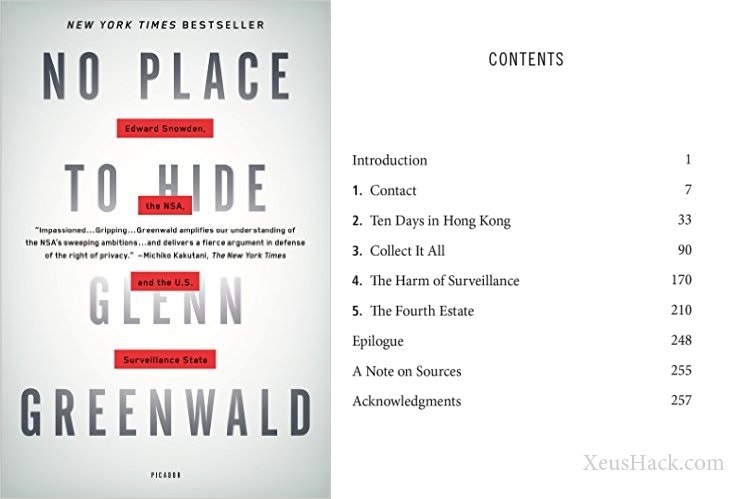 NEW YORK TIMES BESTSELLER
NO PLACE
Edward Snowden,
TO HIDE
the NSA,
“Impassioned...Gripping...Greenwald amplifies our understanding of
the NSA’s sweeping ambitions...and delivers a fierce argument in defense
of the right of privacy.” –Michiko Kakutani, The New York Times
and the U.S.
GLENN
Surveillance State
GREENWALD
PICADOR
CONTENTS
Introduction 1
1. Contact 7
2. Ten Days in Hong Kong 33
3. Collect It All 90
4. The Harm of Surveillance 170
5. The Fourth Estate 210
Epilogue 248
A Note on Sources 255
Acknowledgments 257
XeusHack.com